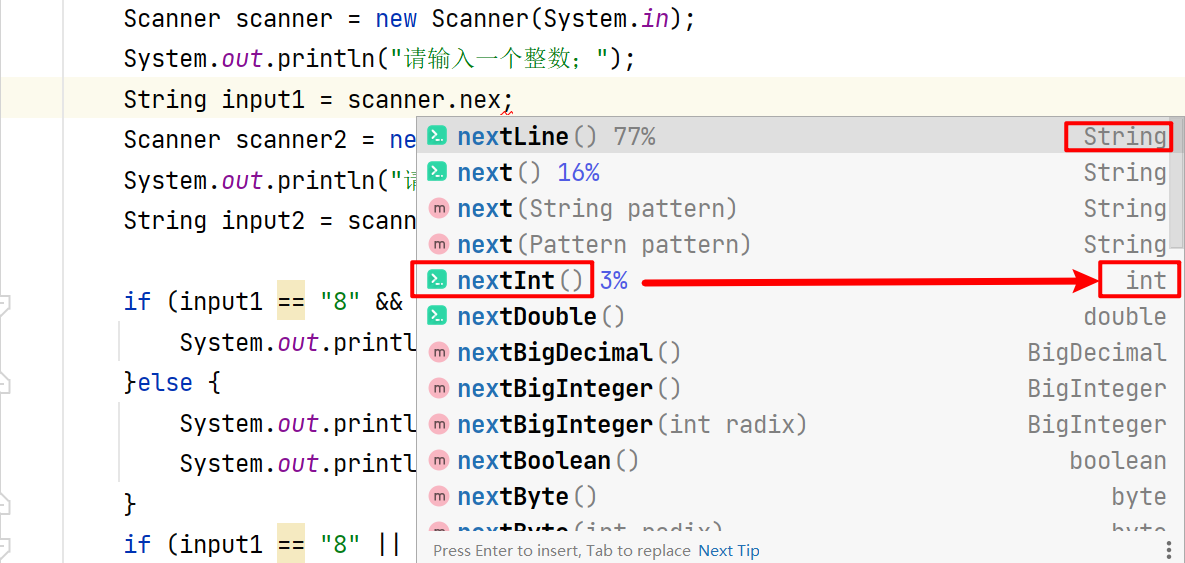 Scanner scanner = new Scanner(System.in);
System.out.println("请输入一个整数；");
String input1 = scanner.nex;
Scanner scanner2 = ne
System.out.println("请
String input2 = scann
if (input1 == "8" &&
System.out.printl
}else {
System.out.printl
System.out.printl
}
if (input1 == "8" ||
nextLine() 77% String
next() 16% String
next(String pattern) String
next(Pattern pattern) String
nextInt() 3% int
nextDouble() double
nextBigDecimal() BigDecimal
nextBigInteger() BigInteger
nextBigInteger(int radix) BigInteger
nextBoolean() boolean
nextByte() byte
nextByte(int radix) byte
Press Enter to insert, Tab to replace Next Tip